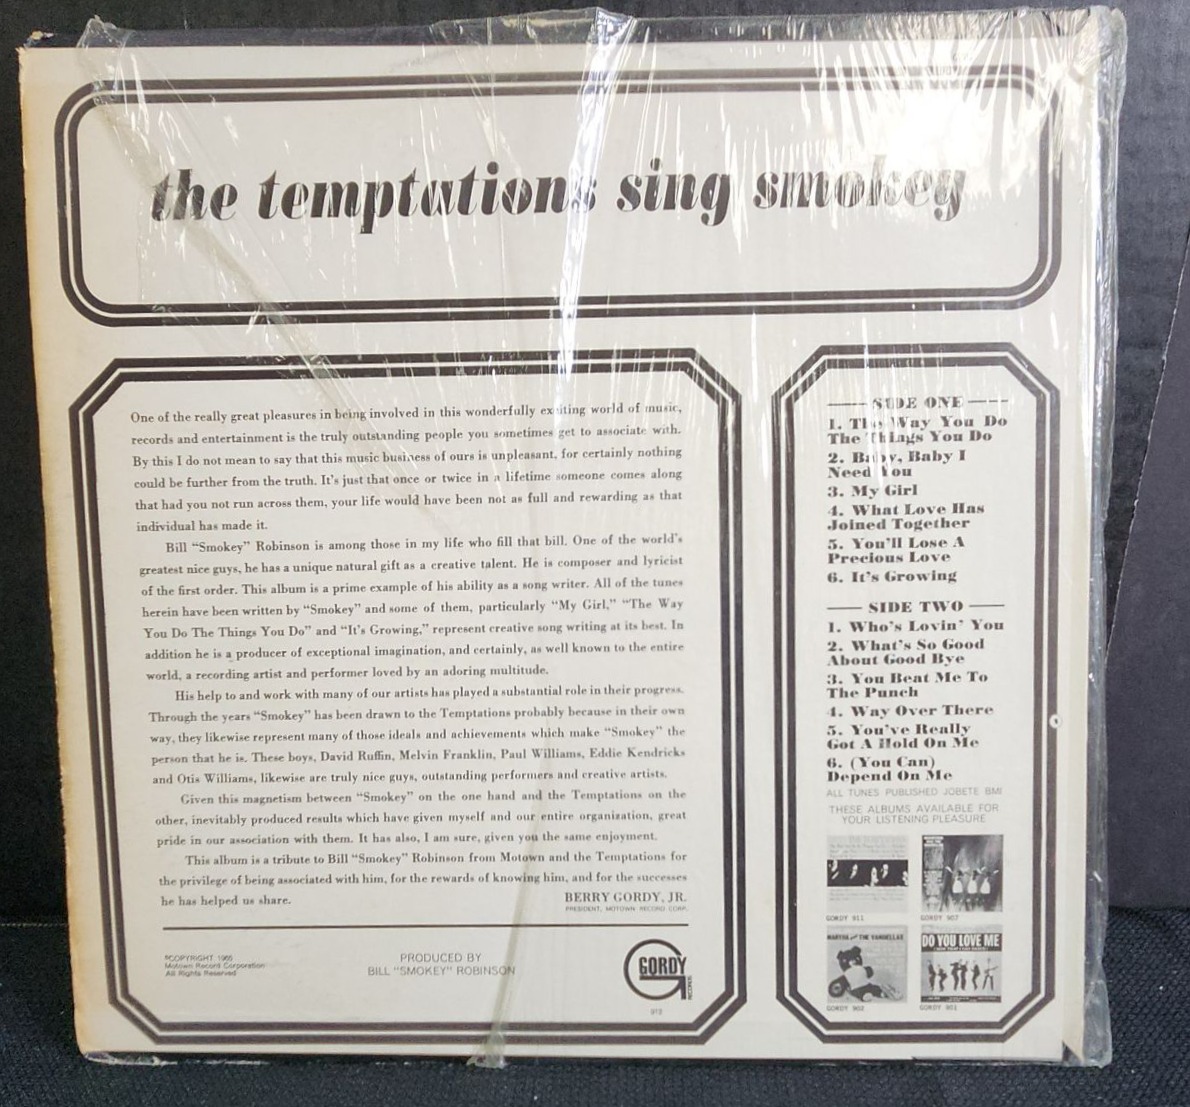 the temptations sing smokey
One of the really great pleasures in being involved in this wonderfully exciting world of music,
records and entertainment is the truly outstanding people you sometimes get to associate with.
By this I do not mean to say that this music business of ours is unpleasant, for certainly nothing
could be further from the truth. It's just that once or twice in a lifetime someone comes along
that had you not run across them, your life would have been not as full and rewarding as that
individual has made it.
Bill “Smokey” Robinson is among those in my life who fill that bill. One of the world's
greatest nice guys, he has a unique natural gift as a creative talent. He is composer and lyricist
of the first order. This album is a prime example of his ability as a song writer. All of the tunes
herein have been written by “Smokey” and some of them, particularly “My Girl,” “The Way
You Do The Things You Do” and “It's Growing,” represent creative song writing at its best. In
addition he is a producer of exceptional imagination, and certainly, as well known to the entire
world, a recording artist and performer loved by an adoring multitude.
His help to and work with many of our artists has played a substantial role in their progress.
Through the years “Smokey” has been drawn to the Temptations probably because in their own
way, they likewise represent many of those ideals and achievements which make “Smokey” the
person that he is. These boys, David Ruffin, Melvin Franklin, Paul Williams, Eddie Kendricks
and Otis Williams, likewise are truly nice guys, outstanding performers and creative artists.
Given this magnetism between “Smokey” on the one hand and the Temptations on the
other, inevitably produced results which have given myself and our entire organization, great
pride in our association with them. It has also, I am sure, given you the same enjoyment.
This album is a tribute to Bill “Smokey” Robinson from Motown and the Temptations for
the privilege of being associated with him, for the rewards of knowing him, and for the successes
he has helped us share.
BERRY GORDY, JR.
PRESIDENT, MOTOWN RECORD CORP.
©COPYRIGHT 1965
Motown Record Corporation
All Rights Reserved
PRODUCED BY
BILL “SMOKEY” ROBINSON
GORDY
RECORDS
912
SIDE ONE
1. The Way You Do
The Things You Do
2. Baby, Baby I
Need You
3. My Girl
4. What Love Has
Joined Together
5. You'll Lose A
Precious Love
6. It's Growing
SIDE TWO
1. Who's Lovin' You
2. What's So Good
About Good Bye
3. You Beat Me To
The Punch
4. Way Over There
5. You've Really
Got A Hold On Me
6. (You Can)
Depend On Me
ALL TUNES PUBLISHED JOBETE BMI
THESE ALBUMS AVAILABLE FOR
YOUR LISTENING PLEASURE
GORDY 911
GORDY 907
MARTHA and THE VANDELLAS
DO YOU LOVE ME
GORDY 902
GORDY 901